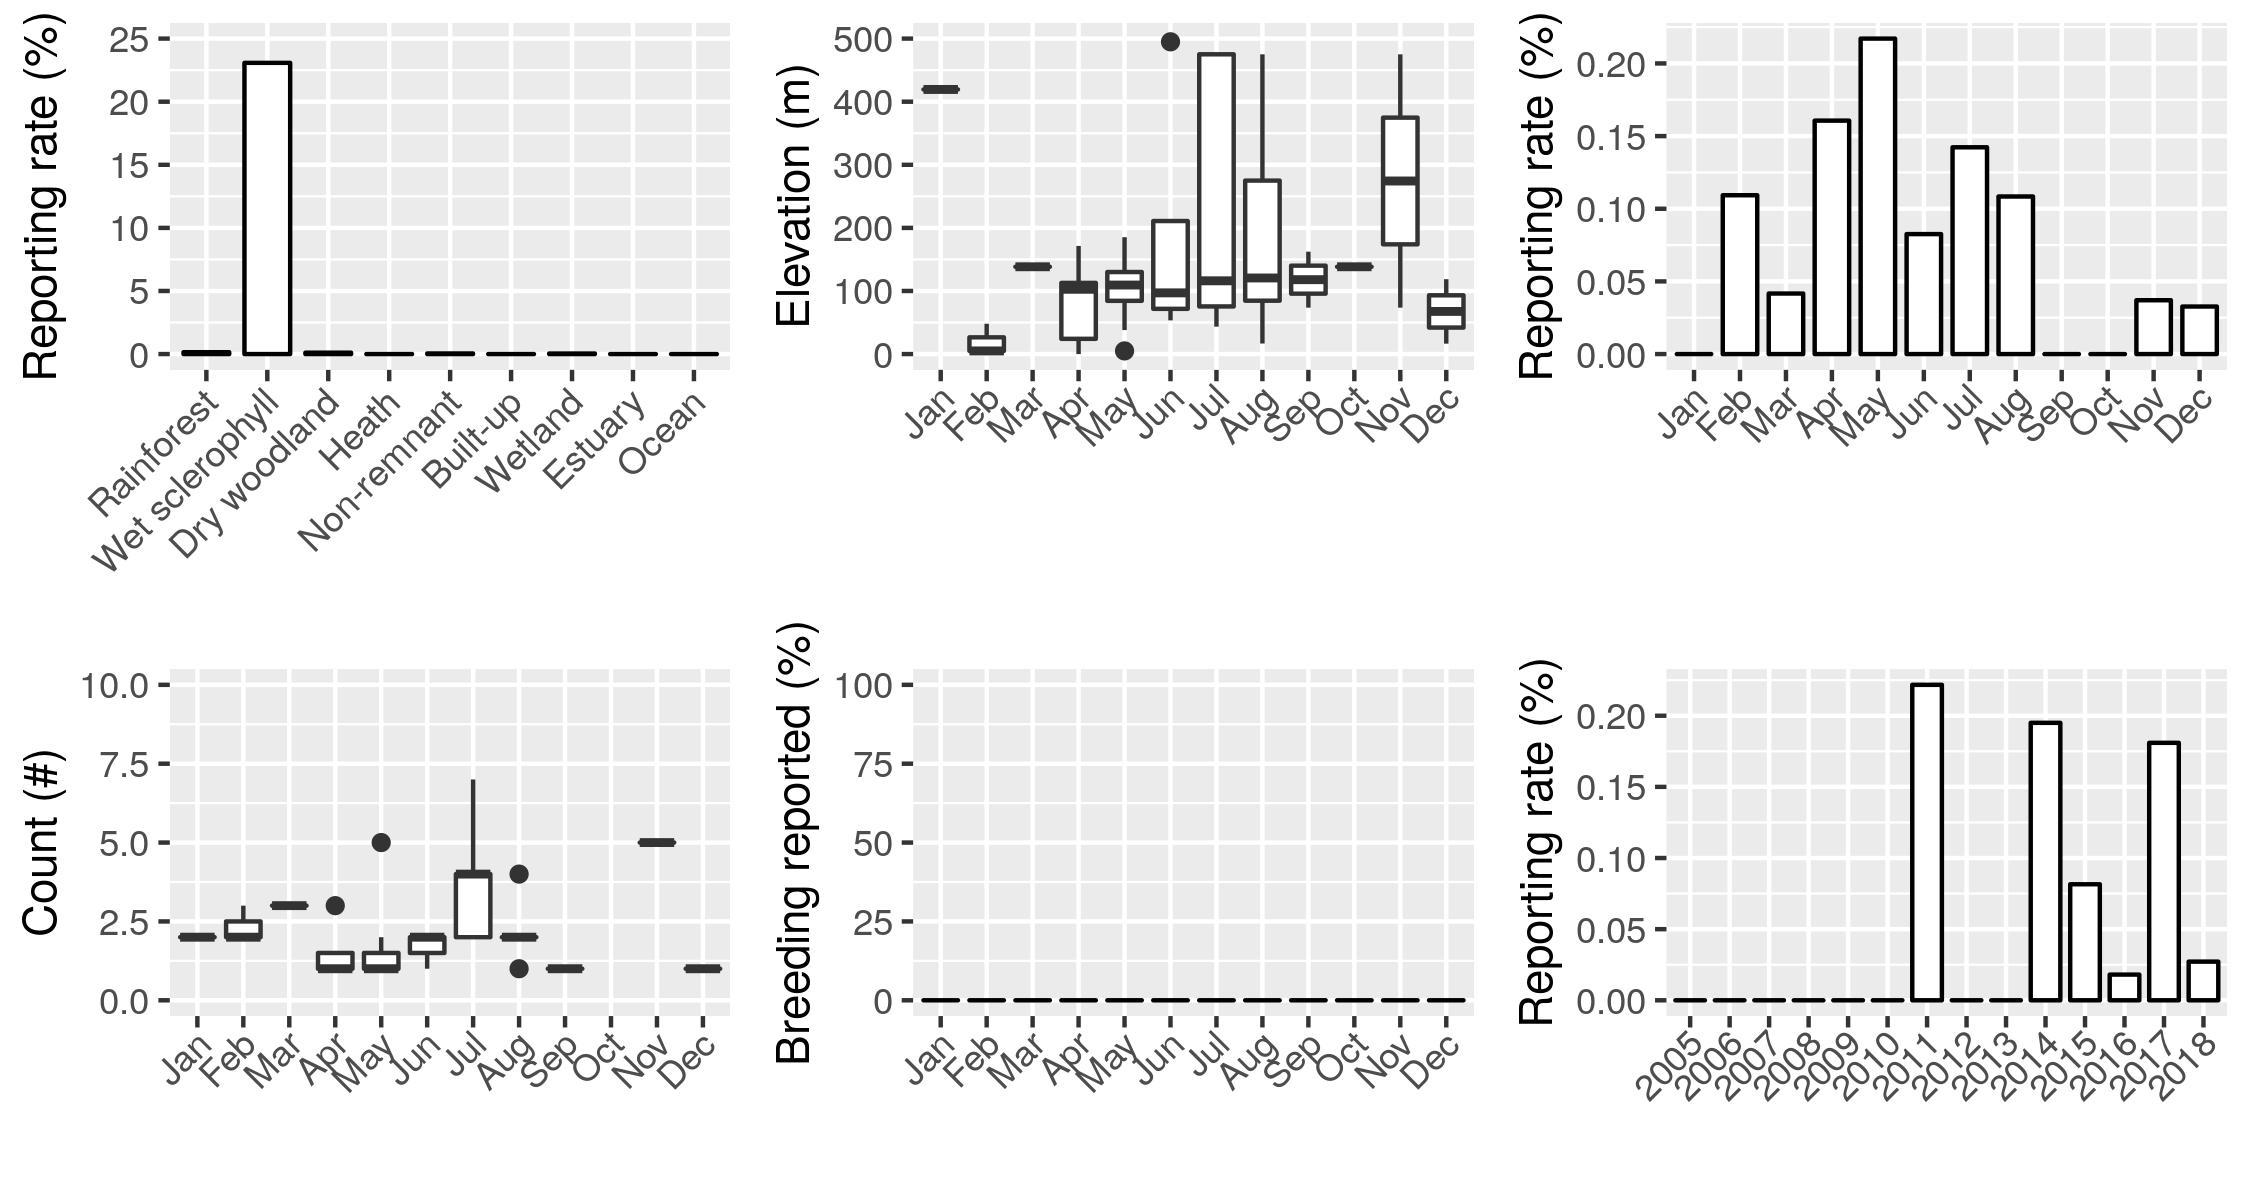 Reporting rate (%)
25
20
15
10
5
0
Rainforest
Wet sclerophyll
Dry woodland
Heath
Non-remnant
Built-up
Wetland
Estuary
Ocean
Elevation (m)
500
400
300
200
100
0
Jan
Feb
Mar
Apr
May
Jun
Jul
Aug
Sep
Oct
Nov
Dec
Reporting rate (%)
0.20
0.15
0.10
0.05
0.00
Jan
Feb
Mar
Apr
May
Jun
Jul
Aug
Sep
Oct
Nov
Dec
Count (#)
10.0
7.5
5.0
2.5
0.0
Jan
Feb
Mar
Apr
May
Jun
Jul
Aug
Sep
Oct
Nov
Dec
Breeding reported (%)
100
75
50
25
0
Jan
Feb
Mar
Apr
May
Jun
Jul
Aug
Sep
Oct
Nov
Dec
Reporting rate (%)
0.20
0.15
0.10
0.05
0.00
2005
2006
2007
2008
2009
2010
2011
2012
2013
2014
2015
2016
2017
2018